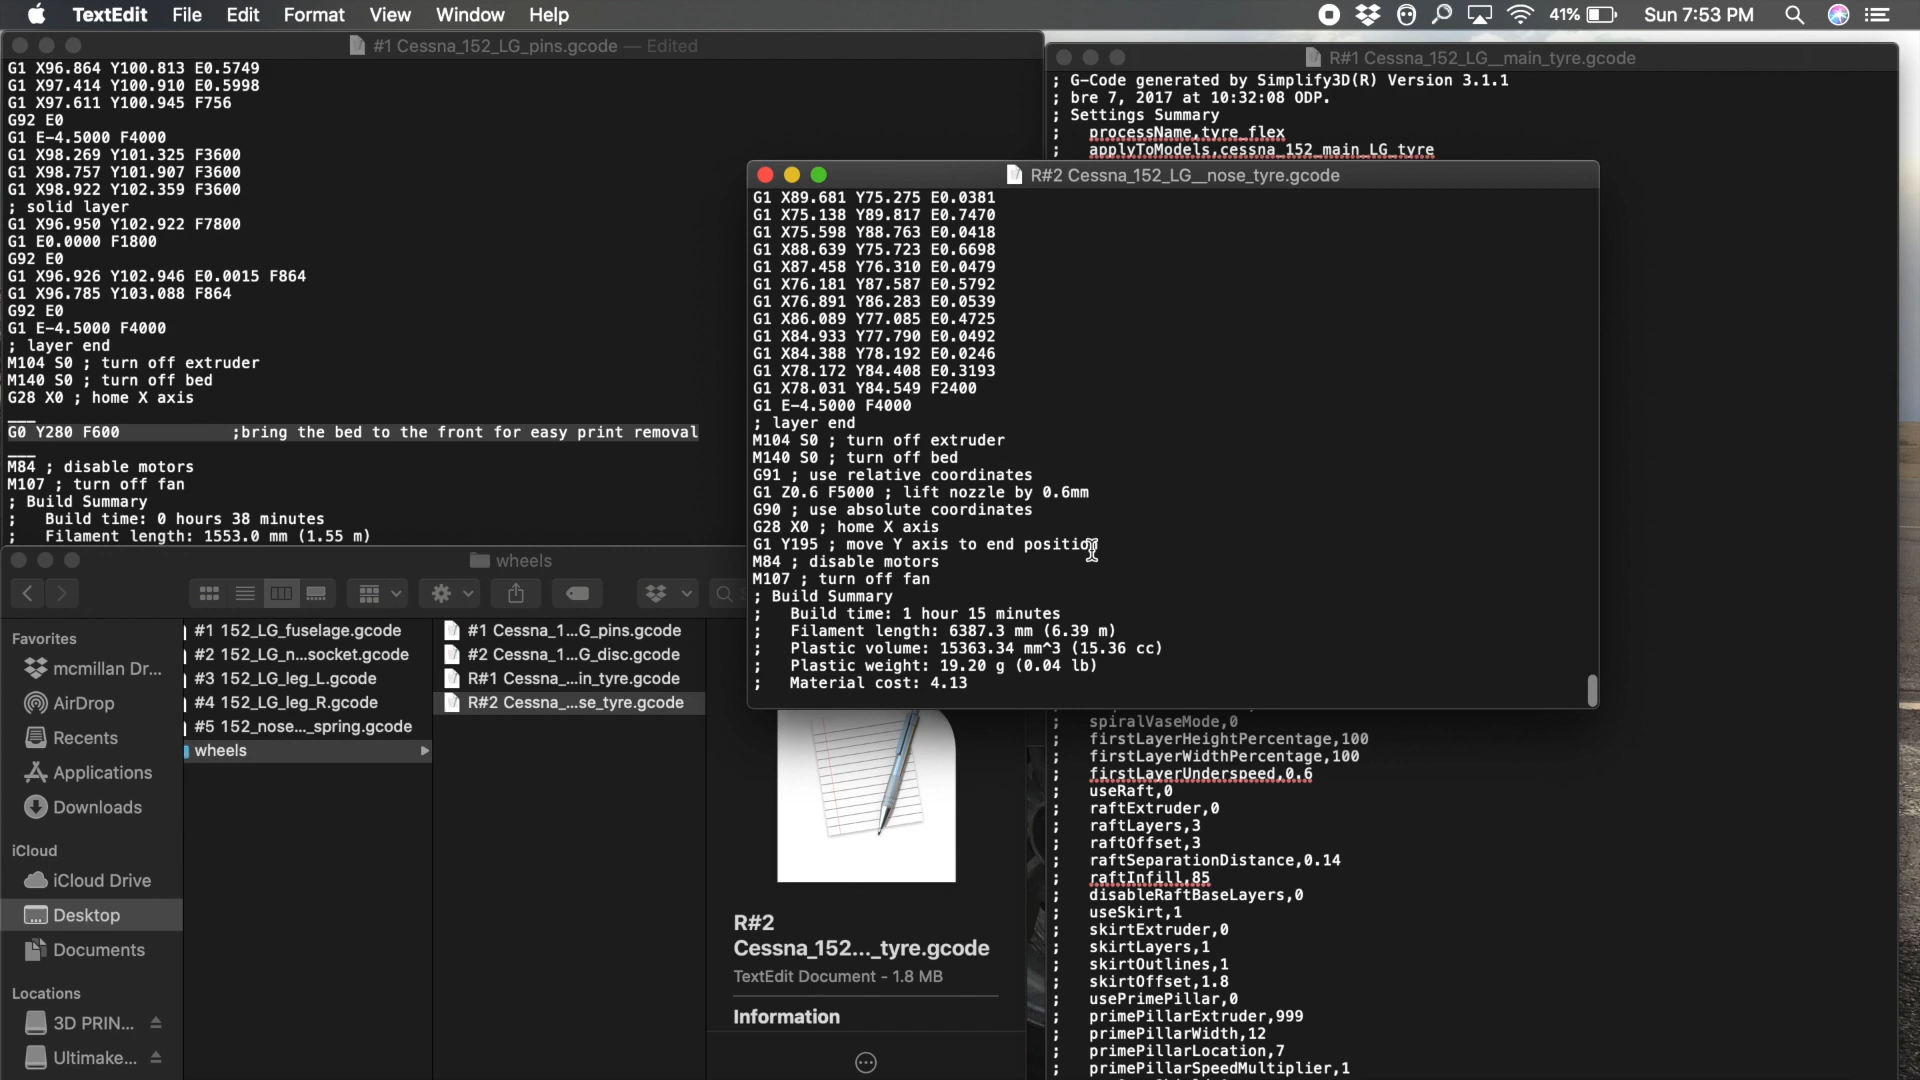 TextEdit File Edit Format View Window Help
41% Sun 7:53 PM
#1 Cessna_152_LG_pins.gcode — Edited
G1 X96.864 Y100.813 E0.5749
G1 X97.414 Y100.910 E0.5998
G1 X97.611 Y100.945 F756
G92 E0
G1 E-4.5000 F4000
G1 X98.269 Y101.325 F3600
G1 X98.757 Y101.907 F3600
G1 X98.922 Y102.359 F3600
; solid layer
G1 X96.950 Y102.922 F7800
G1 E0.0000 F1800
G92 E0
G1 X96.926 Y102.946 E0.0015 F864
G1 X96.785 Y103.088 F864
G92 E0
G1 E-4.5000 F4000
; layer end
M104 S0 ; turn off extruder
M140 S0 ; turn off bed
G28 X0 ; home X axis
___
G0 Y280 F600 ;bring the bed to the front for easy print removal
___
M84 ; disable motors
M107 ; turn off fan
; Build Summary
; Build time: 0 hours 38 minutes
; Filament length: 1553.0 mm (1.55 m)
R#1 Cessna_152_LG__main_tyre.gcode
; G-Code generated by Simplify3D(R) Version 3.1.1
; bre 7, 2017 at 10:32:08 ODP.
; Settings Summary
; processName,tyre_flex
; applyToModels,cessna_152_main_LG_tyre
R#2 Cessna_152_LG__nose_tyre.gcode
G1 X89.681 Y75.275 E0.0381
G1 X75.138 Y89.817 E0.7470
G1 X75.598 Y88.763 E0.0418
G1 X88.639 Y75.723 E0.6698
G1 X87.458 Y76.310 E0.0479
G1 X76.181 Y87.587 E0.5792
G1 X76.891 Y86.283 E0.0539
G1 X86.089 Y77.085 E0.4725
G1 X84.933 Y77.790 E0.0492
G1 X84.388 Y78.192 E0.0246
G1 X78.172 Y84.408 E0.3193
G1 X78.031 Y84.549 F2400
G1 E-4.5000 F4000
; layer end
M104 S0 ; turn off extruder
M140 S0 ; turn off bed
G91 ; use relative coordinates
G1 Z0.6 F5000 ; lift nozzle by 0.6mm
G90 ; use absolute coordinates
G28 X0 ; home X axis
G1 Y195 ; move Y axis to end position
M84 ; disable motors
M107 ; turn off fan
; Build Summary
; Build time: 1 hour 15 minutes
; Filament length: 6387.3 mm (6.39 m)
; Plastic volume: 15363.34 mm^3 (15.36 cc)
; Plastic weight: 19.20 g (0.04 lb)
; Material cost: 4.13
; spiralVaseMode,0
; firstLayerHeightPercentage,100
; firstLayerWidthPercentage,100
; firstLayerUnderspeed,0.6
; useRaft,0
; raftExtruder,0
; raftLayers,3
; raftOffset,3
; raftSeparationDistance,0.14
; raftInfill,85
; disableRaftBaseLayers,0
; useSkirt,1
; skirtExtruder,0
; skirtLayers,1
; skirtOutlines,1
; skirtOffset,1.8
; usePrimePillar,0
; primePillarExtruder,999
; primePillarWidth,12
; primePillarLocation,7
; primePillarSpeedMultiplier,1
wheels
Favorites
mcmillan Dr...
AirDrop
Recents
Applications
Downloads
iCloud
iCloud Drive
Desktop
Documents
Locations
3D PRIN...
Ultimake...
#1 152_LG_fuselage.gcode
#2 152_LG_n...socket.gcode
#3 152_LG_leg_L.gcode
#4 152_LG_leg_R.gcode
#5 152_nose..._spring.gcode
wheels
#1 Cessna_1...G_pins.gcode
#2 Cessna_1...G_disc.gcode
R#1 Cessna_...in_tyre.gcode
R#2 Cessna_...se_tyre.gcode
R#2
Cessna_152..._tyre.gcode
TextEdit Document - 1.8 MB
Information